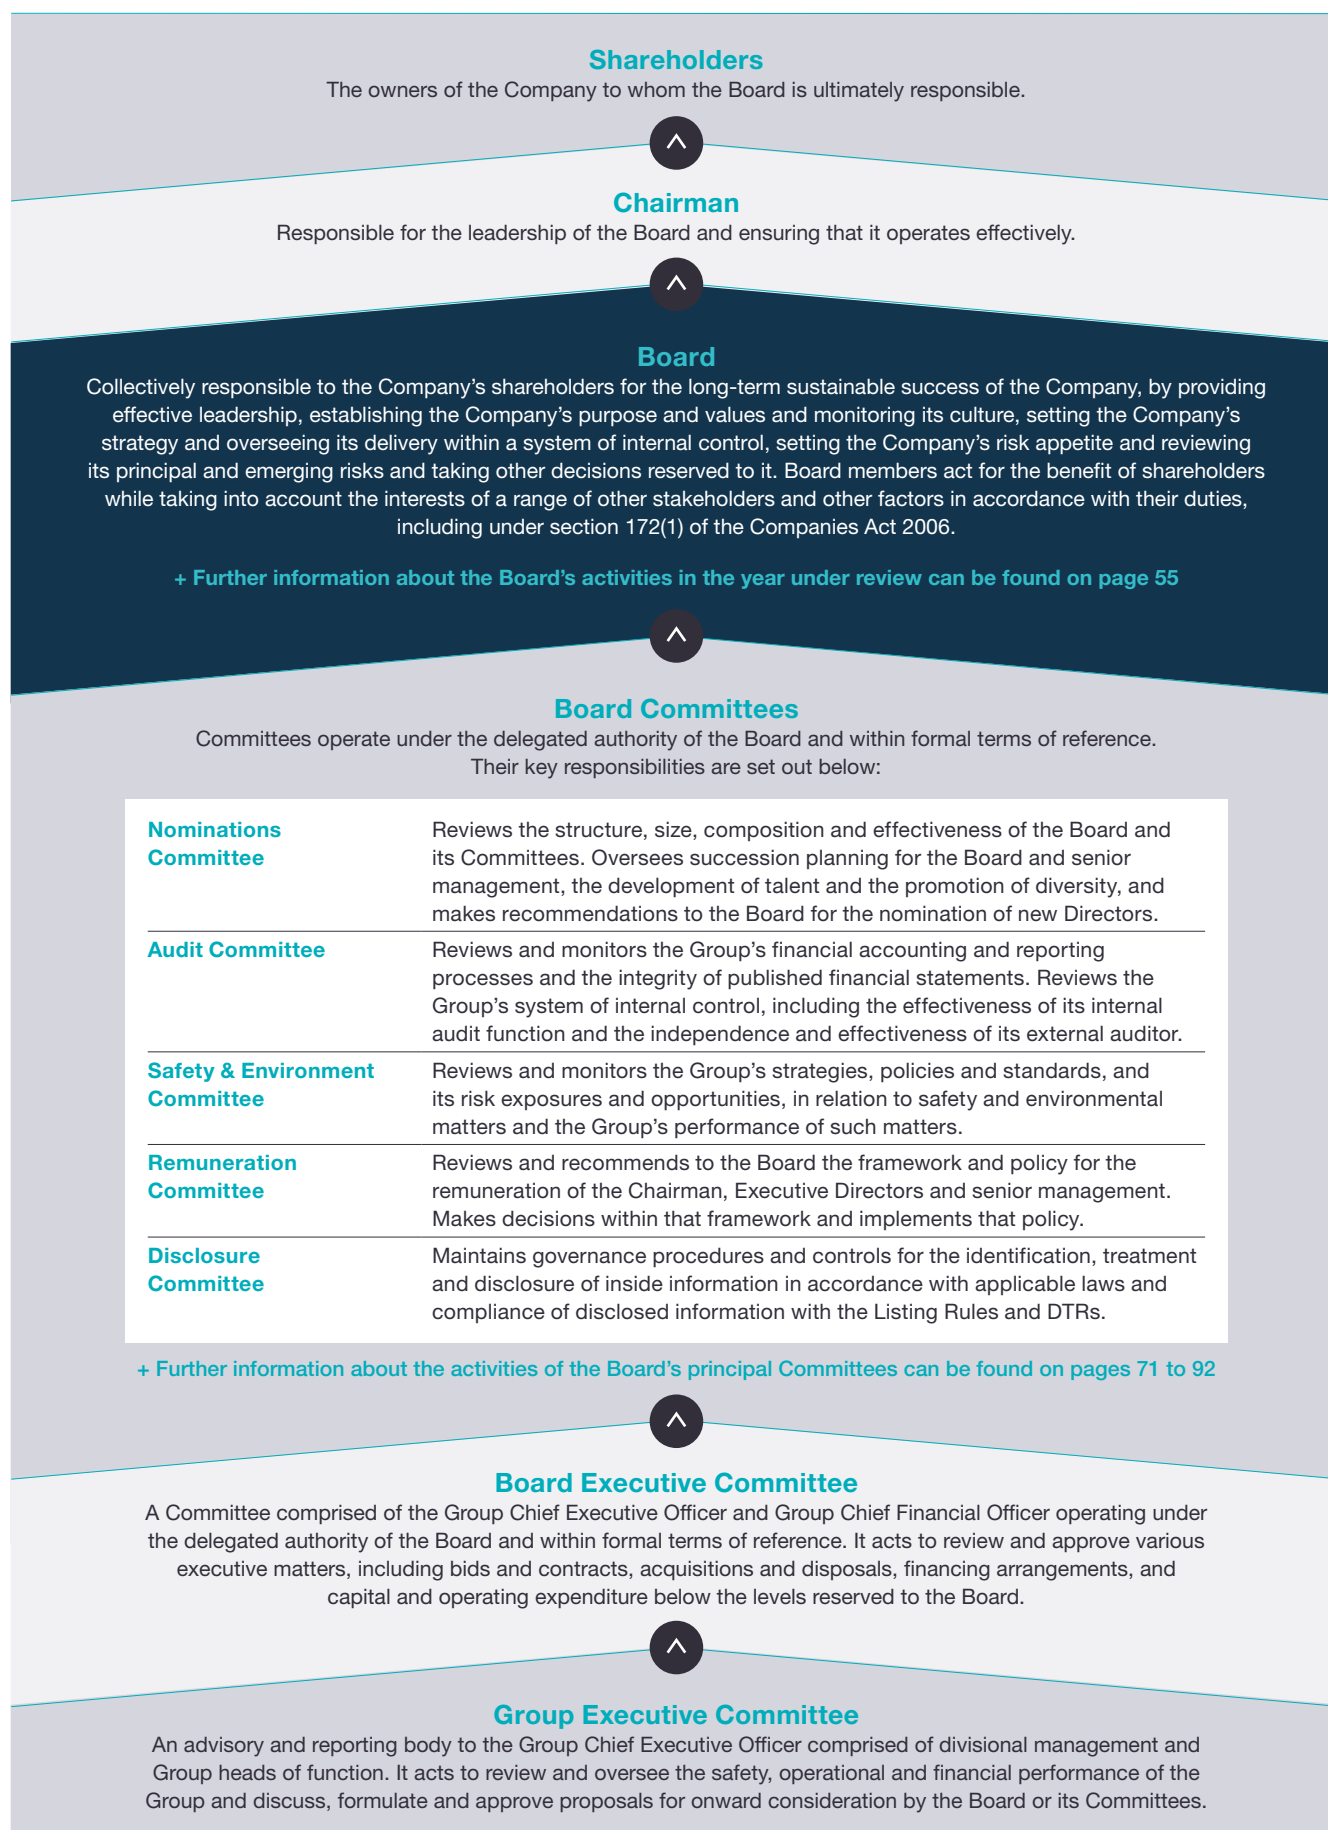 Shareholders
The owners of the Company to whom the Board is ultimately responsible.
Chairman
Responsible for the leadership of the Board and ensuring that it operates effectively.
Board
Collectively responsible to the Company’s shareholders for the long-term sustainable success of the Company, by providing
effective leadership, establishing the Company’s purpose and values and monitoring its culture, setting the Company’s
strategy and overseeing its delivery within a system of internal control, setting the Company’s risk appetite and reviewing
its principal and emerging risks and taking other decisions reserved to it. Board members act for the benefit of shareholders
while taking into account the interests of a range of other stakeholders and other factors in accordance with their duties,
including under section 172(1) of the Companies Act 2006.
+ Further information about the Board’s activities in the year under review can be found on page 55
Board Committees
Committees operate under the delegated authority of the Board and within formal terms of reference.
Their key responsibilities are set out below:
Nominations
Committee
Reviews the structure, size, composition and effectiveness of the Board and
its Committees. Oversees succession planning for the Board and senior
management, the development of talent and the promotion of diversity, and
makes recommendations to the Board for the nomination of new Directors.
Audit Committee
Reviews and monitors the Group’s financial accounting and reporting
processes and the integrity of published financial statements. Reviews the
Group’s system of internal control, including the effectiveness of its internal
audit function and the independence and effectiveness of its external auditor.
Safety & Environment
Committee
Reviews and monitors the Group’s strategies, policies and standards, and
its risk exposures and opportunities, in relation to safety and environmental
matters and the Group’s performance of such matters.
Remuneration
Committee
Reviews and recommends to the Board the framework and policy for the
remuneration of the Chairman, Executive Directors and senior management.
Makes decisions within that framework and implements that policy.
Disclosure
Committee
Maintains governance procedures and controls for the identification, treatment
and disclosure of inside information in accordance with applicable laws and
compliance of disclosed information with the Listing Rules and DTRs.
+ Further information about the activities of the Board’s principal Committees can be found on pages 71 to 92
Board Executive Committee
A Committee comprised of the Group Chief Executive Officer and Group Chief Financial Officer operating under
the delegated authority of the Board and within formal terms of reference. It acts to review and approve various
executive matters, including bids and contracts, acquisitions and disposals, financing arrangements, and
capital and operating expenditure below the levels reserved to the Board.
Group Executive Committee
An advisory and reporting body to the Group Chief Executive Officer comprised of divisional management and
Group heads of function. It acts to review and oversee the safety, operational and financial performance of the
Group and discuss, formulate and approve proposals for onward consideration by the Board or its Committees.